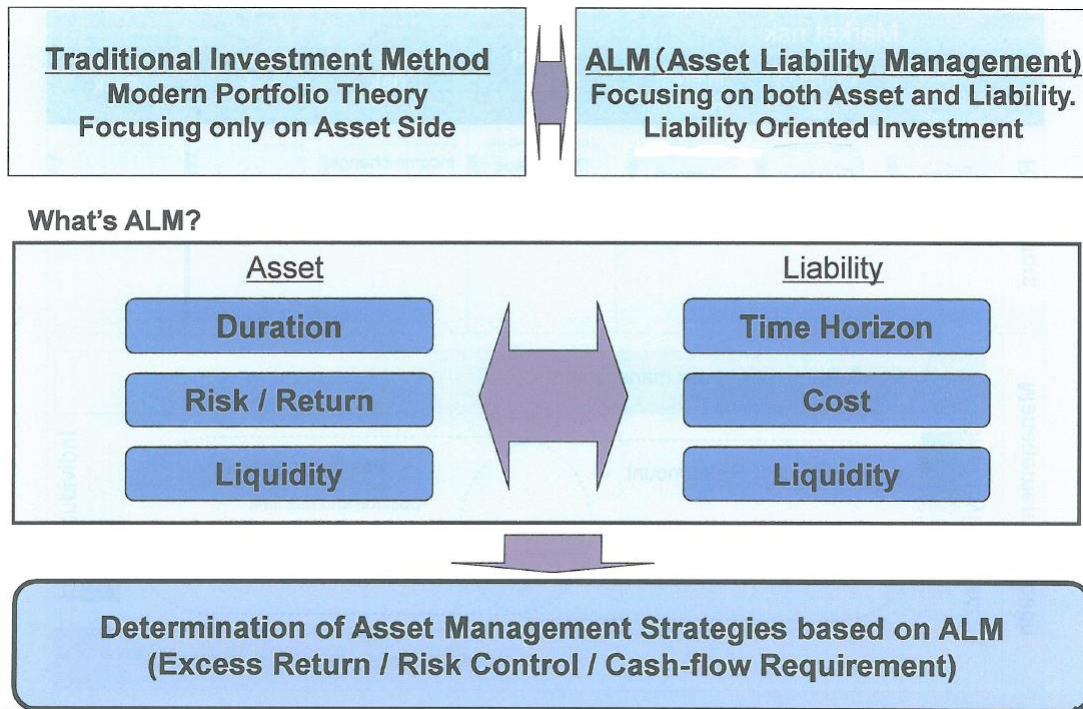 Traditional Investment Method
Modern Portfolio Theory
Focusing only on Asset Side
ALM(Asset Liability Management)
Focusing on both Asset and Liability.
Liability Oriented Investment
What's ALM?
Asset
Liability
Duration
Time Horizon
Risk / Return
Cost
Liquidity
Liquidity
Determination of Asset Management Strategies based on ALM
(Excess Return / Risk Control / Cash-flow Requirement)